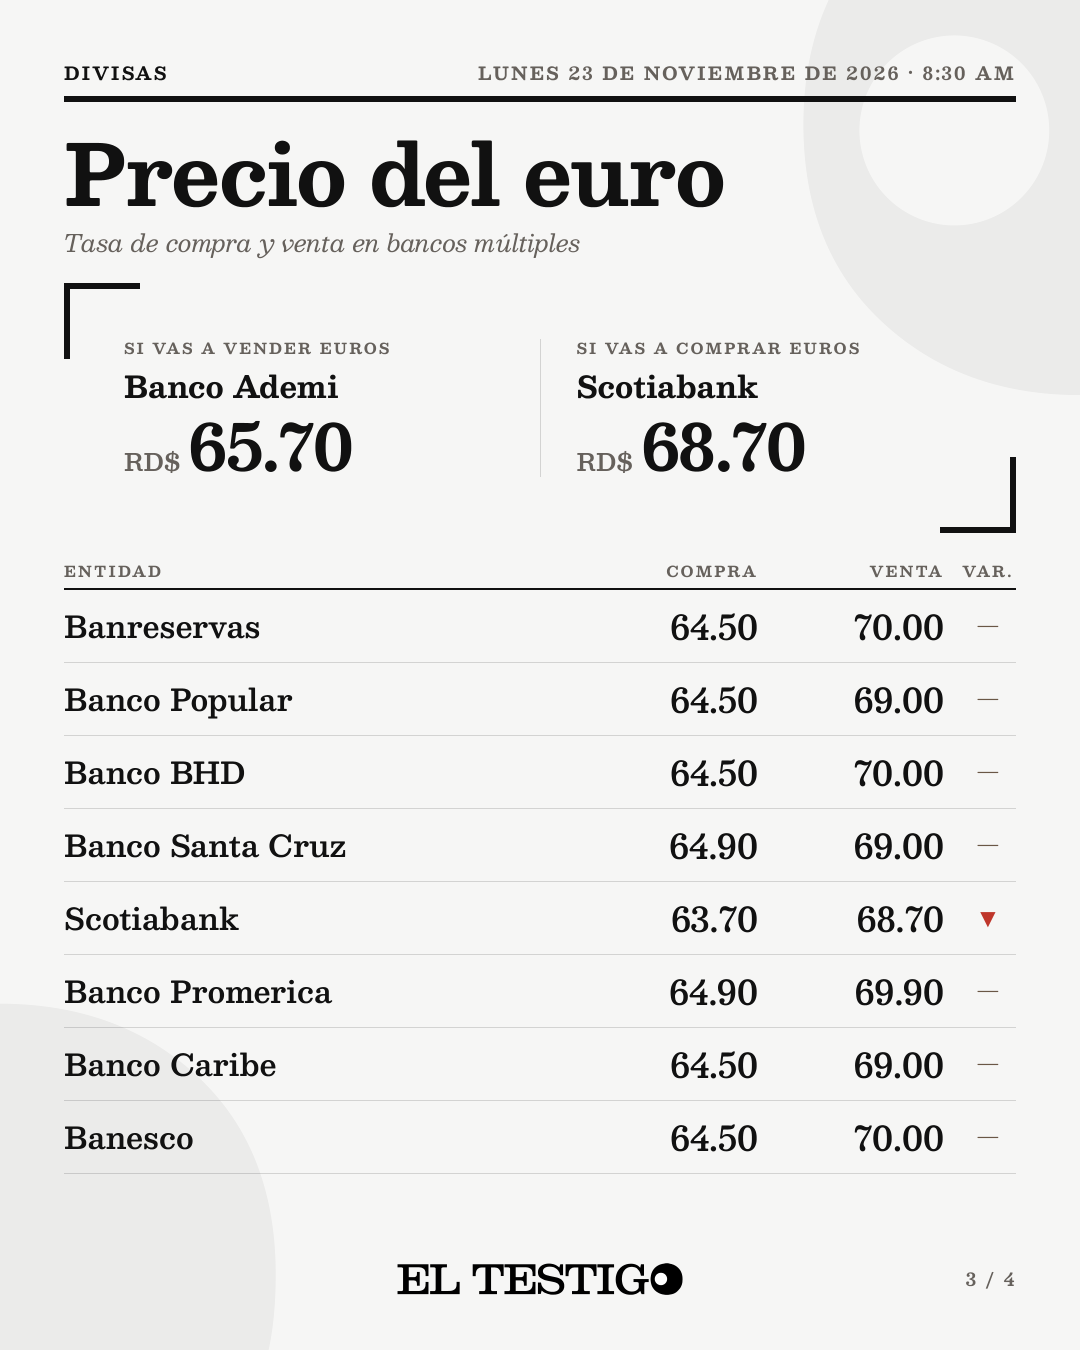 DIVISAS
LUNES 23 DE NOVIEMBRE DE 2026 · 8:30 AM
Precio del euro
Tasa de compra y venta en bancos múltiples
SI VAS A VENDER EUROS
Banco Ademi
RD$ 65.70
SI VAS A COMPRAR EUROS
Scotiabank
RD$ 68.70
ENTIDAD COMPRA VENTA VAR.
Banreservas 64.50 70.00 —
Banco Popular 64.50 69.00 —
Banco BHD 64.50 70.00 —
Banco Santa Cruz 64.90 69.00 —
Scotiabank 63.70 68.70 ▼
Banco Promerica 64.90 69.90 —
Banco Caribe 64.50 69.00 —
Banesco 64.50 70.00 —
EL TESTIGO
3 / 4